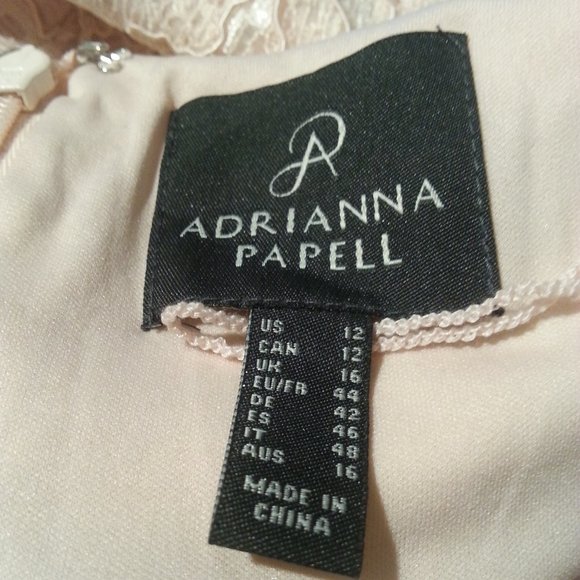 ADRIANNA
PAPELL
US 12
CAN 12
UK 16
EU/FR 44
DE 42
ES 46
IT 48
AUS 16
MADE IN
CHINA